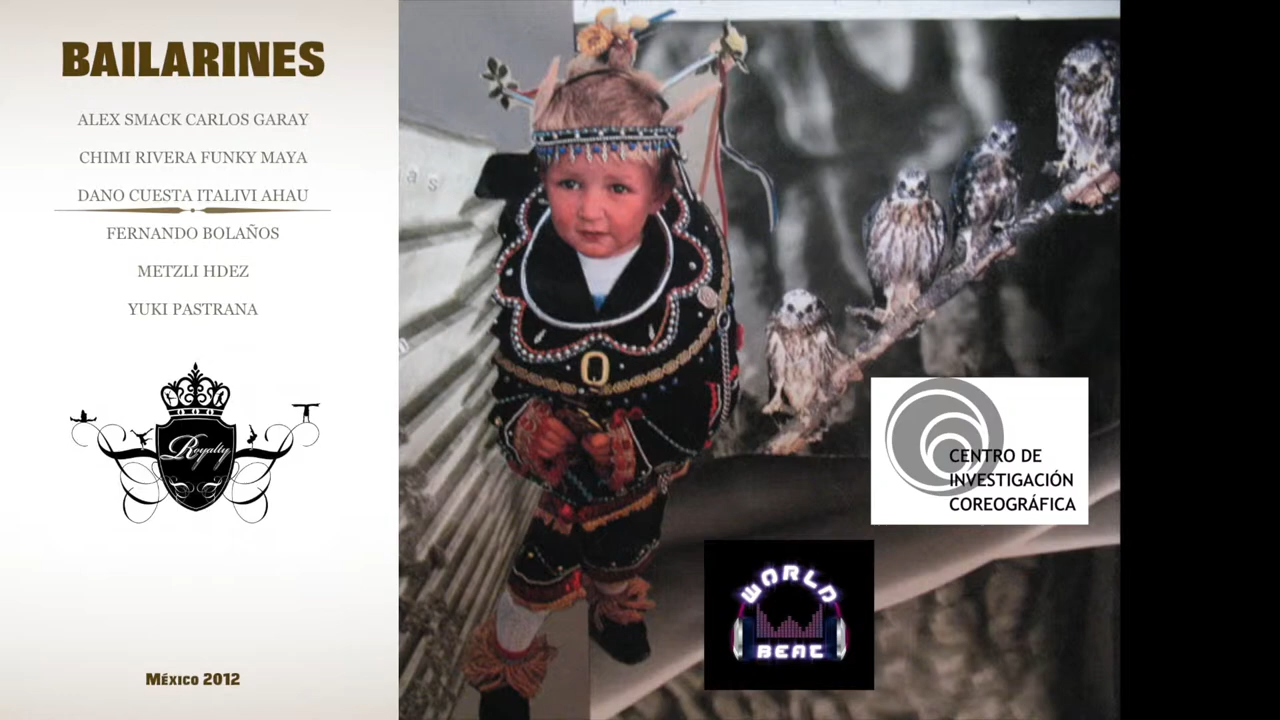 BAILARINES
ALEX SMACK CARLOS GARAY
CHIMI RIVERA FUNKY MAYA
DANO CUESTA ITALIVI AHAU
FERNANDO BOLAÑOS
METZLI HDEZ
YUKI PASTRANA
Royalty
MÉXICO 2012
CENTRO DE
INVESTIGACIÓN
COREOGRÁFICA
WORLD
BEAT